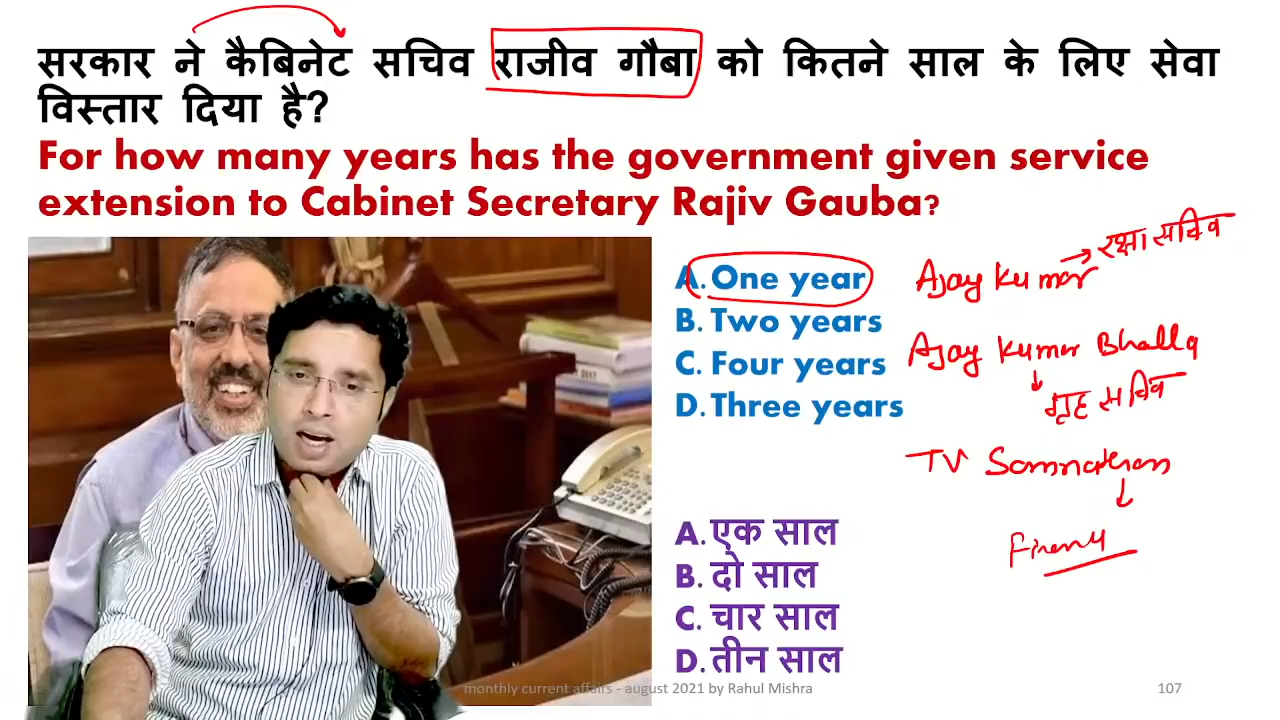 सरकार ने कैबिनेट सचिव राजीव गौबा को कितने साल के लिए सेवा
विस्तार दिया है?
For how many years has the government given service
extension to Cabinet Secretary Rajiv Gauba?
A. One year
B. Two years
C. Four years
D. Three years
Ajay Kumar → रक्षा सचिव
Ajay Kumar Bhalla
गृह सचिव
TV Somnathan
A. एक साल
B. दो साल
C. चार साल
D. तीन साल
monthly current affairs - august 2021 by Rahul Mishra
107